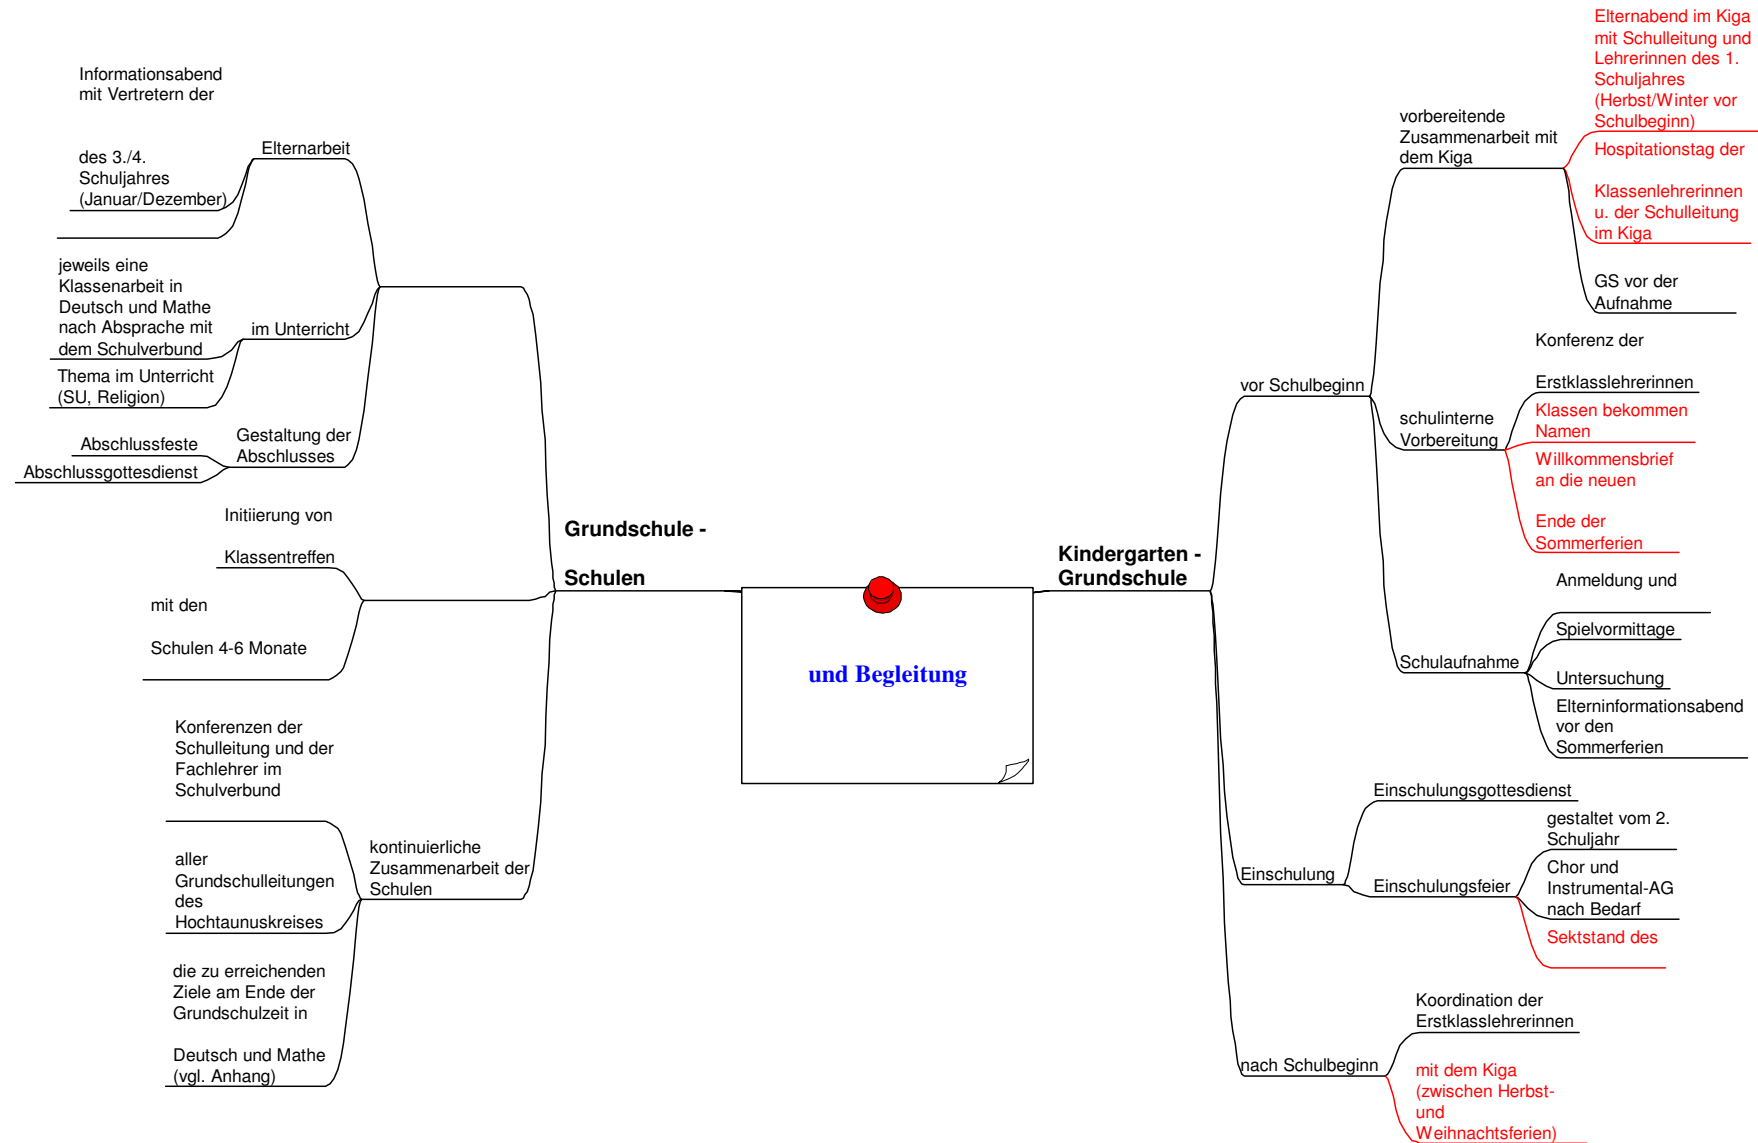 Informationsabend
mit Vertretern der
des 3./4.
Schuljahres
(Januar/Dezember)
Elternarbeit
jeweils eine
Klassenarbeit in
Deutsch und Mathe
nach Absprache mit
dem Schulverbund
Thema im Unterricht
(SU, Religion)
im Unterricht
Abschlussfeste
Abschlussgottesdienst
Gestaltung der
Abschlusses
Initiierung von
Klassentreffen
mit den
Schulen 4-6 Monate
Konferenzen der
Schulleitung und der
Fachlehrer im
Schulverbund
aller
Grundschulleitungen
des
Hochtaunuskreises
die zu erreichenden
Ziele am Ende der
Grundschulzeit in
Deutsch und Mathe
(vgl. Anhang)
kontinuierliche
Zusammenarbeit der
Schulen
Grundschule -
Schulen
und Begleitung
Kindergarten -
Grundschule
vor Schulbeginn
vorbereitende
Zusammenarbeit mit
dem Kiga
Elternabend im Kiga
mit Schulleitung und
Lehrerinnen des 1.
Schuljahres
(Herbst/Winter vor
Schulbeginn)
Hospitationstag der
Klassenlehrerinnen
u. der Schulleitung
im Kiga
GS vor der
Aufnahme
schulinterne
Vorbereitung
Konferenz der
Erstklasslehrerinnen
Klassen bekommen
Namen
Willkommensbrief
an die neuen
Ende der
Sommerferien
Schulaufnahme
Anmeldung und
Spielvormittage
Untersuchung
Elterninformationsabend
vor den
Sommerferien
Einschulung
Einschulungsgottesdienst
Einschulungsfeier
gestaltet vom 2.
Schuljahr
Chor und
Instrumental-AG
nach Bedarf
Sektstand des
nach Schulbeginn
Koordination der
Erstklasslehrerinnen
mit dem Kiga
(zwischen Herbst-
und
Weihnachtsferien)